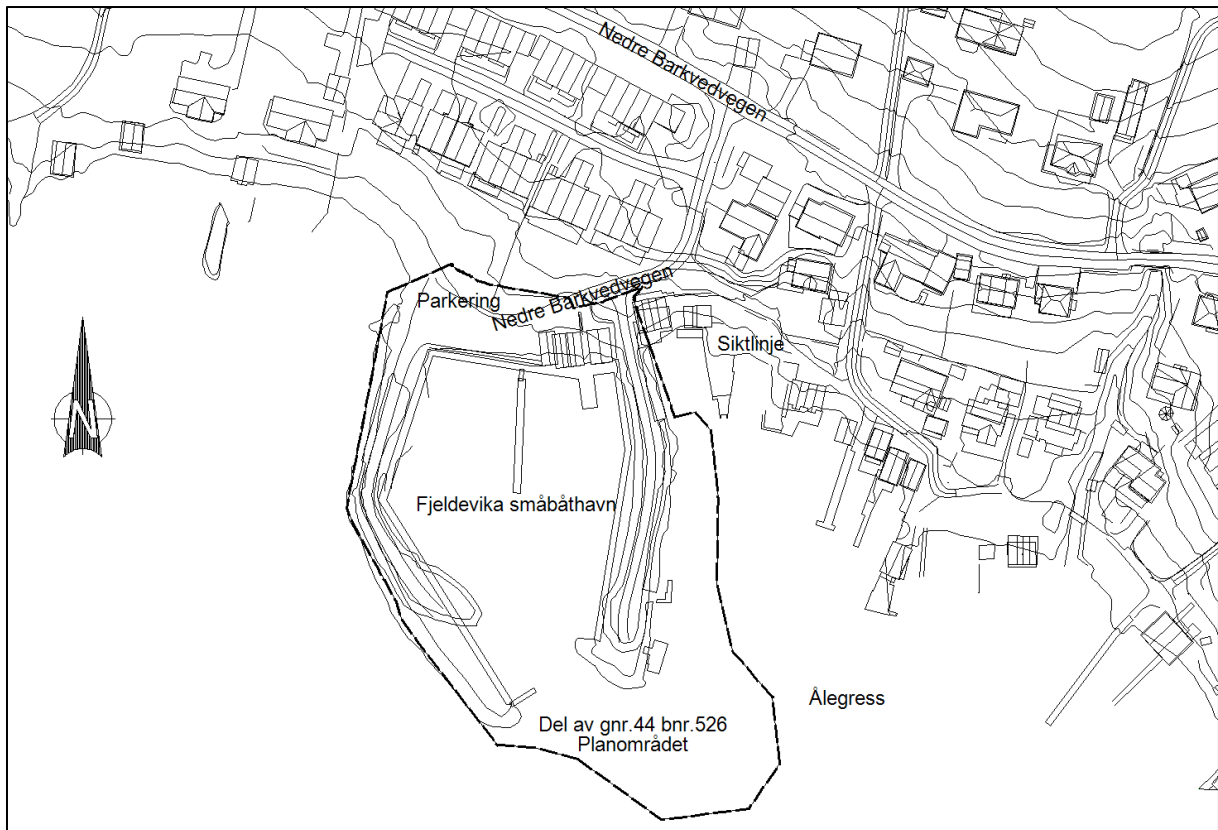 Nedre Barkvedvegen
Parkering
Nedre Barkvedvegen
Siktlinje
N
Fjeldevika småbåthavn
Ålegress
Del av gnr.44 bnr.526
Planområdet